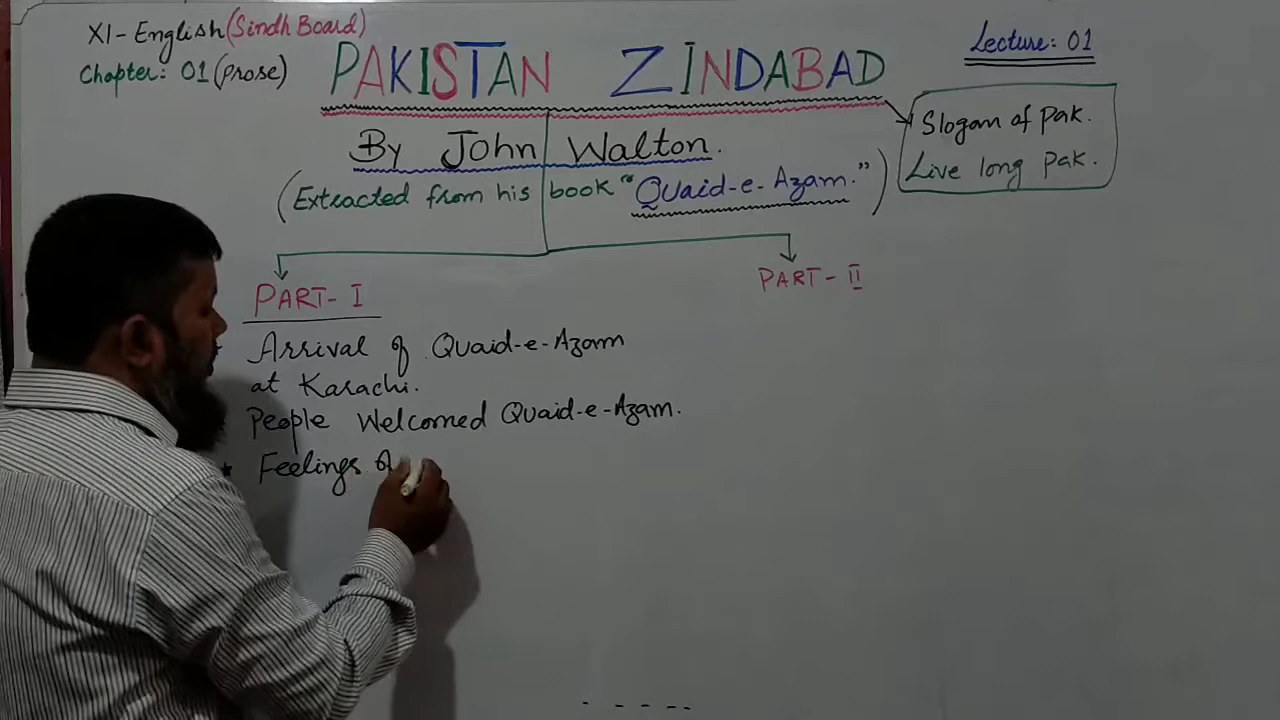 XI-English (Sindh Board)
Chapter: 01 (Prose)
PAKISTAN ZINDABAD
Lecture: 01
Slogan of Pak.
Live long Pak.
By John Walton.
(Extracted from his book "Quaid-e-Azam.")
PART-I
PART-II
Arrival of Quaid-e-Azam
at Karachi.
People Welcomed Quaid-e-Azam.
★ Feelings